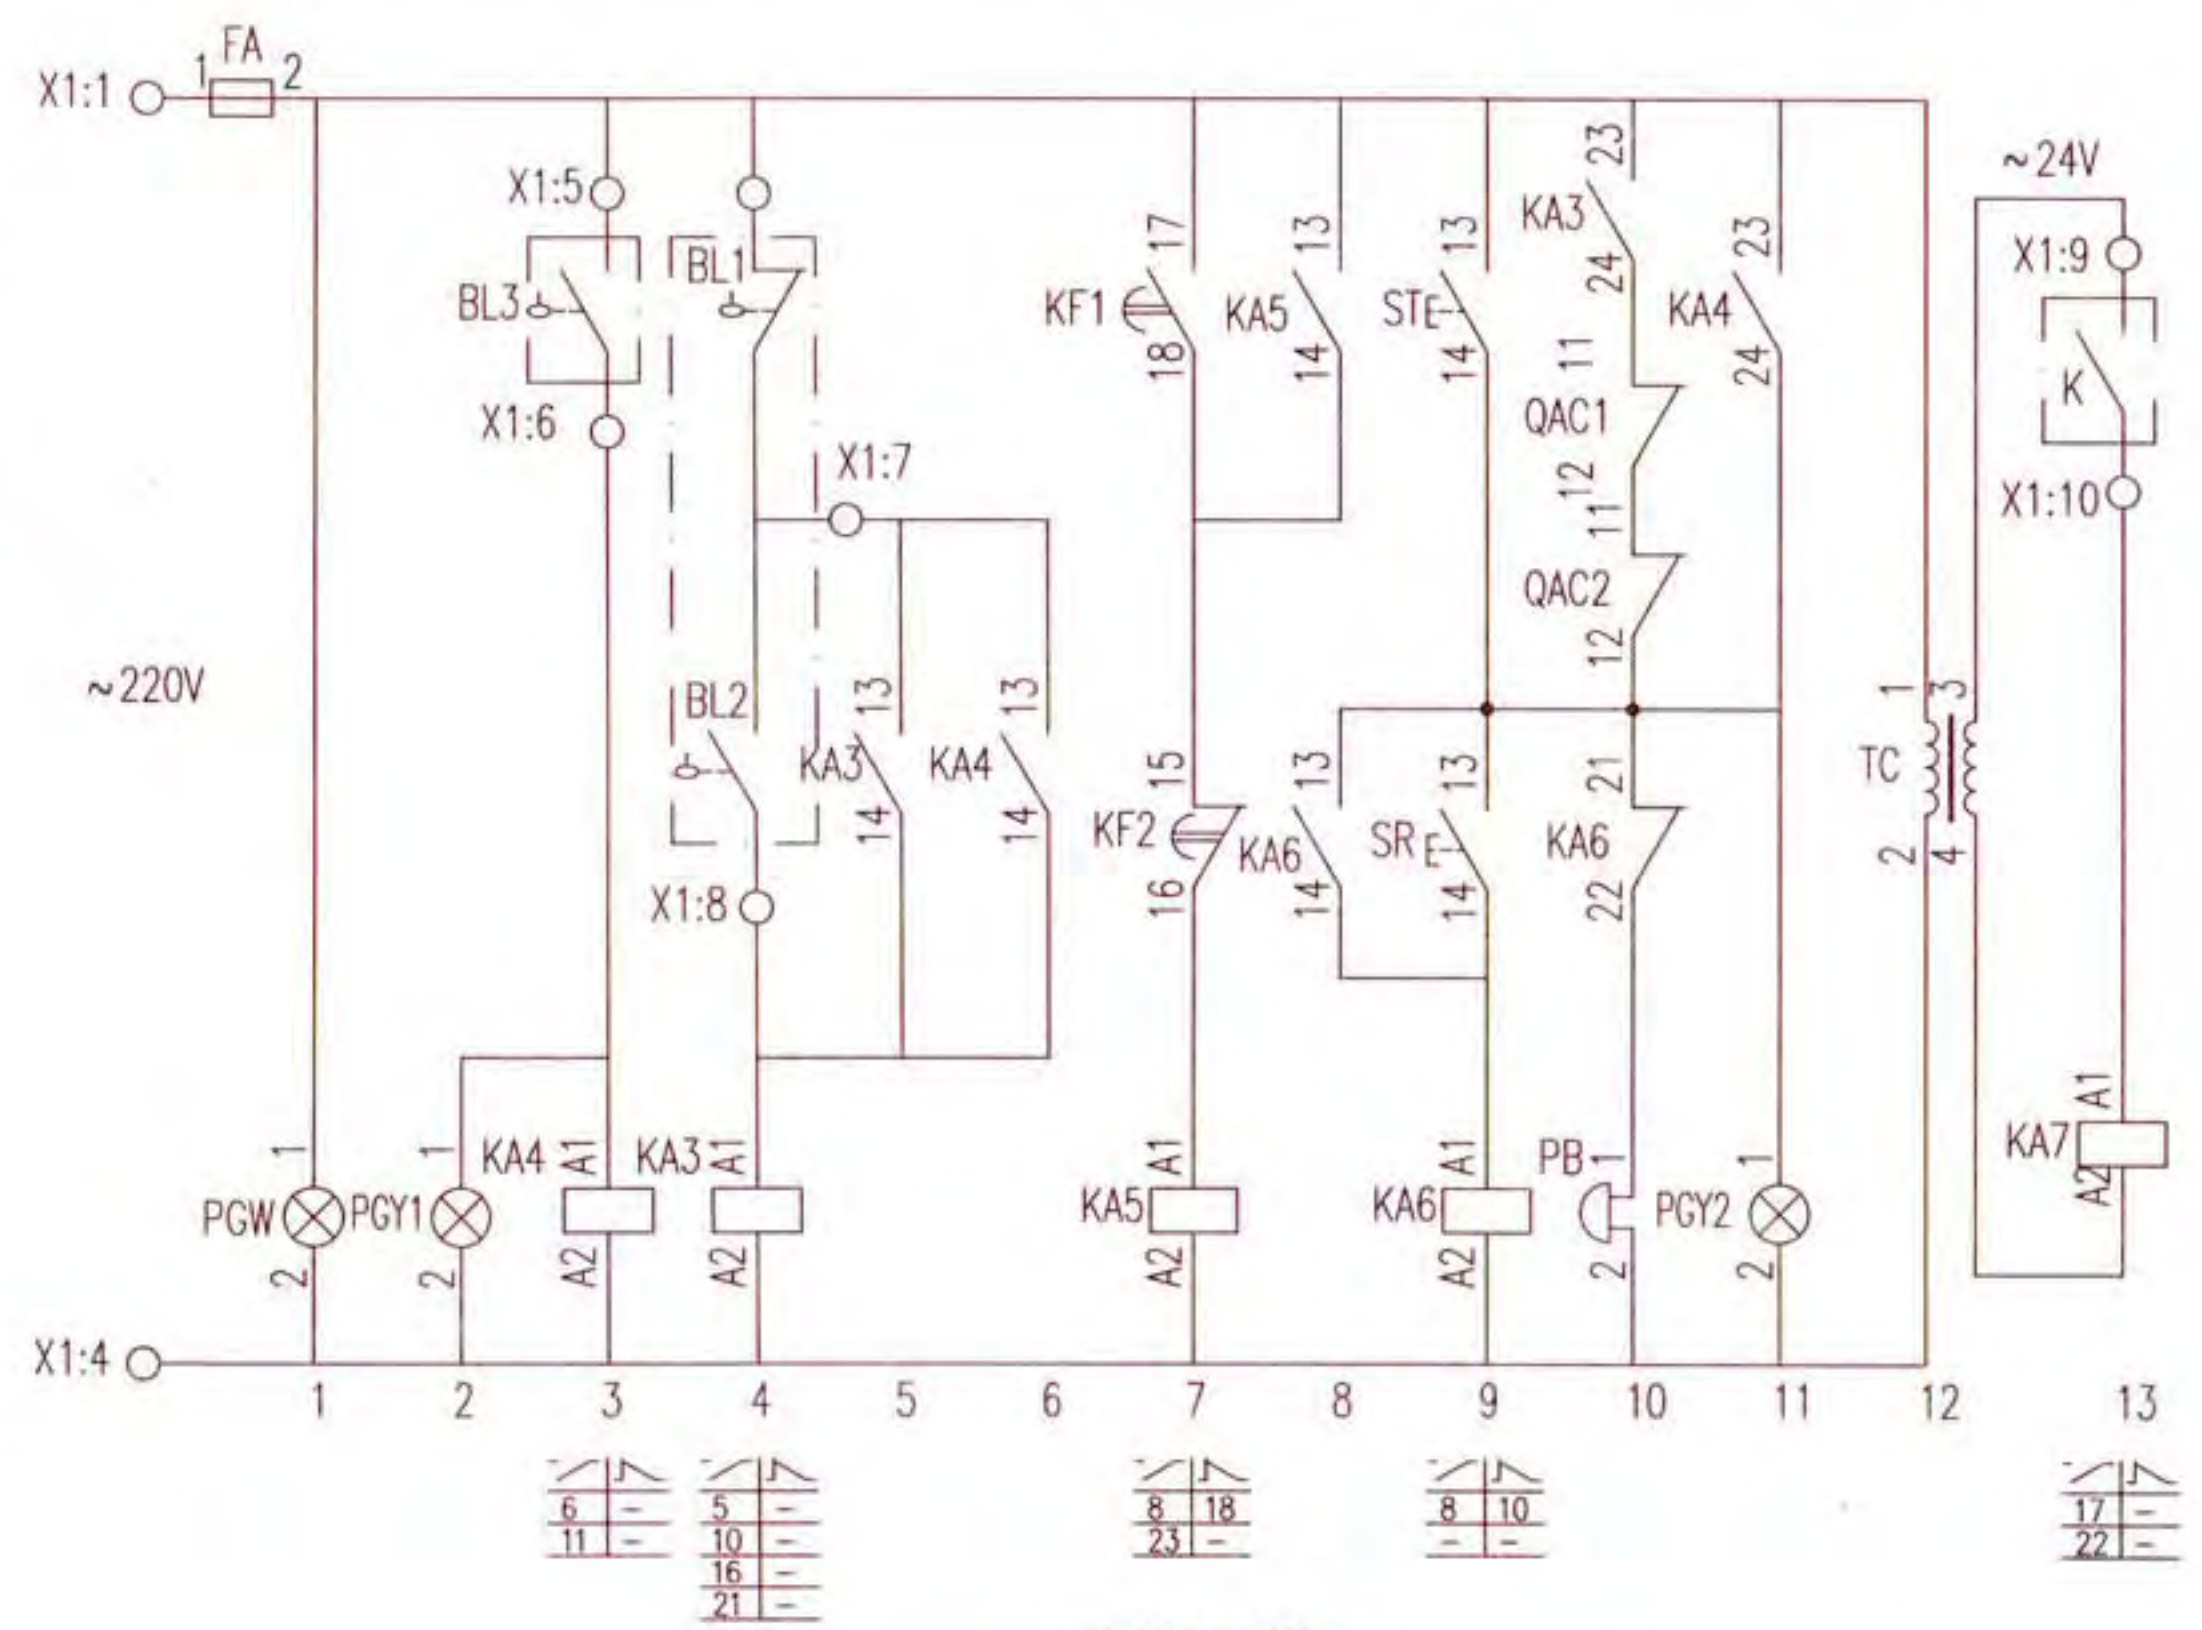 FA
1 2
X1:1
~24V
23
X1:5
KA3
17 13 13 24 23
X1:9
BL1
BL3
KF1 KA5 STE KA4
18 14 14 11 24
K
X1:6
QAC1
X1:7
12
X1:10
11
QAC2
12
~220V
BL2 13 13
1 3
KA3 KA4
15 13 13 21
TC
14 14
KF2 KA6 SRE KA6
2 4
16 14 14 22
X1:8
A1
KA7
A2
1 1 KA4 A1 KA3 A1 A1 A1 PB 1 1
PGW PGY1 KA5 KA6 PGY2
2 2 A2 A2 A2 A2 2 2
X1:4
1 2 3 4 5 6 7 8 9 10 11 12 13
6 - 5 - 8 18 8 10 17 -
11 - 10 - 23 - - - 22 -
16 -
21 -